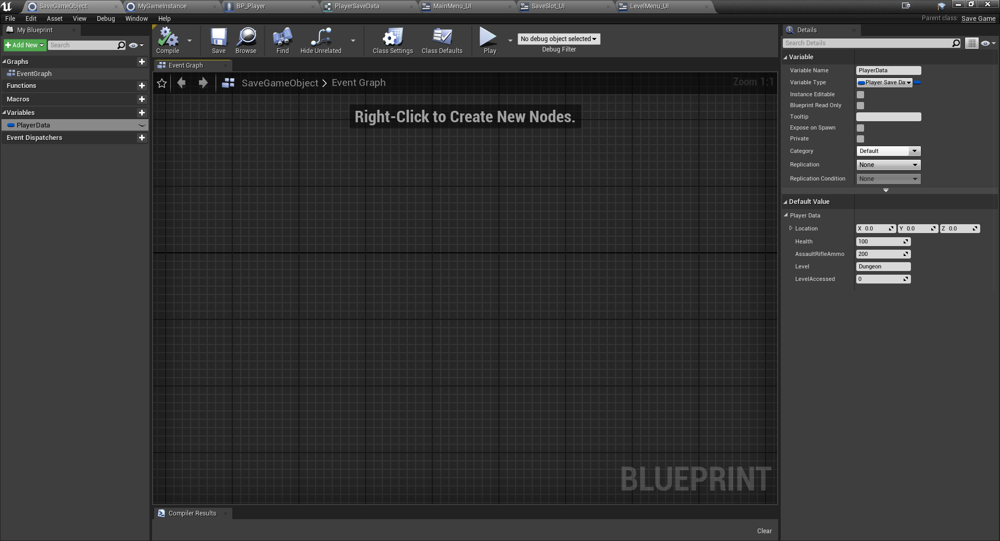 SaveGameObject
MyGameInstance
BP_Player
PlayerSaveData
MainMenu_UI
SaveSlot_UI
LevelMenu_UI
File Edit Asset View Debug Window Help
Parent class: Save Game
My Blueprint
Add New
Search
Graphs
EventGraph
Functions
Macros
Variables
PlayerData
Event Dispatchers
Compile
Save
Browse
Find
Hide Unrelated
Class Settings
Class Defaults
Play
No debug object selected
Debug Filter
Event Graph
SaveGameObject > Event Graph
Zoom 1:1
Right-Click to Create New Nodes.
BLUEPRINT
Compiler Results
Clear
Details
Search Details
Variable
Variable Name PlayerData
Variable Type Player Save Da
Instance Editable
Blueprint Read Only
Tooltip
Expose on Spawn
Private
Category Default
Replication None
Replication Condition None
Default Value
Player Data
Location X 0.0 Y 0.0 Z 0.0
Health 100
AssaultRifleAmmo 200
Level Dungeon
LevelAccessed 0